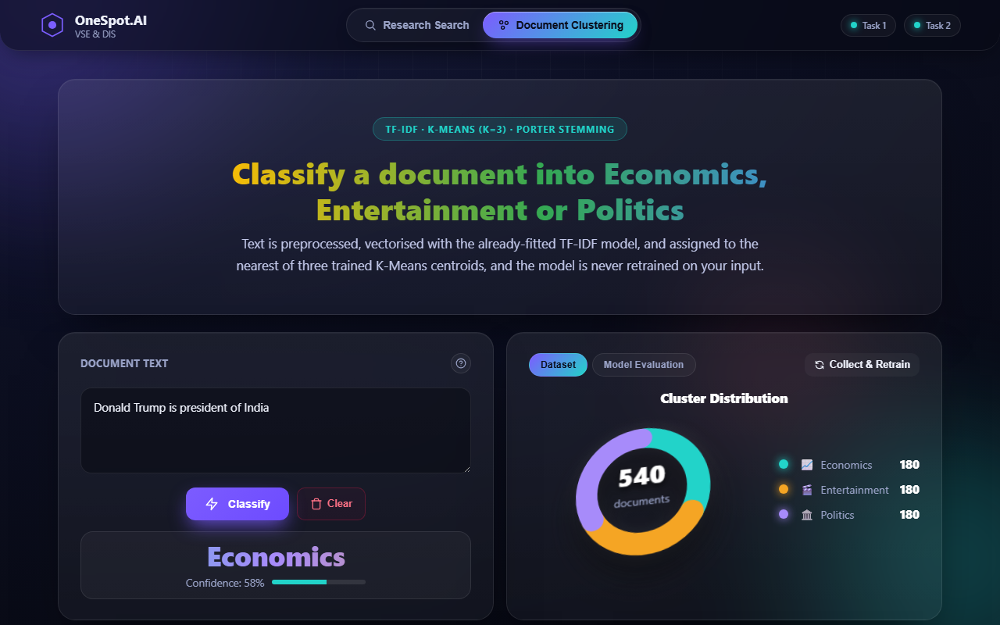 OneSpot.AI
VSE & DIS
Research Search
Document Clustering
Task 1
Task 2
TF-IDF · K-MEANS (K=3) · PORTER STEMMING
Classify a document into Economics,
Entertainment or Politics
Text is preprocessed, vectorised with the already-fitted TF-IDF model, and assigned to the
nearest of three trained K-Means centroids, and the model is never retrained on your input.
DOCUMENT TEXT
Donald Trump is president of India
Classify
Clear
Economics
Confidence: 58%
Dataset
Model Evaluation
Collect & Retrain
Cluster Distribution
540
documents
Economics 180
Entertainment 180
Politics 180